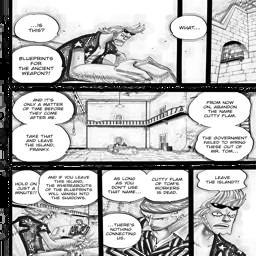 ...IS
THIS?
BLUEPRINTS
FOR
THE
ANCIENT
WEAPON?!
WHAT...
AND IT'S
ONLY A
MATTER OF
TIME BEFORE
THEY COME
AFTER ME.
TAKE THAT
AND LEAVE
THE ISLAND,
FRANKY.
FROM NOW
ON, ABANDON
THE NAME
CUTTY FLAM.
THE
GOVERNMENT
FAILED TO WRING
THESE OUT OF
MR. TOM...
HOLD ON
JUST A
MINUTE!!
AND IF YOU LEAVE
THIS ISLAND,
THE WHEREABOUTS
OF THE BLUEPRINTS
WILL VANISH INTO
THE SHADOWS.
AS LONG
AS YOU
DON'T USE
THAT NAME...
...THERE'S
NOTHING
CONNECTING
US.
CUTTY FLAM
OF TOM'S
WORKERS
IS DEAD.
LEAVE
THE ISLAND?!